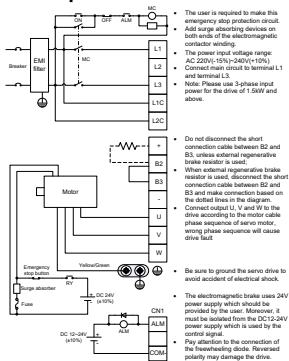 MC
ON
OFF
ALM
Breaker
EMI
filter
MC
L1
L2
L3
L1C
L2C
• The user is required to make this
emergency stop protection circuit.
• Add surge absorbing devices on
both ends of the electromagnetic
contactor winding.
• The power input voltage range:
AC 220V(-15%)~240V(+10%)
• Connect main circuit to terminal L1
and terminal L3.
• Note: Please use 3-phase input
power for the drive of 1.5kW and
above.
+
B2
B3
-
U
V
W
Motor
Yellow/Green
• Do not disconnect the short
connection cable between B2 and
B3, unless external regenerative
brake resistor is used;
• When external regenerative brake
resistor is used, disconnect the short
connection cable between B2 and
B3 and make connection based on
the dotted lines in the diagram.
• Connect output U, V and W to the
drive according to the motor cable
phase sequence of servo motor,
wrong phase sequence will cause
drive fault
Emergency
stop button
RY
Surge absorber
Fuse
DC 24V
(±10%)
• Be sure to ground the servo drive to
avoid accident of electrical shock.
CN1
ALM
COM-
DC 12~24V
(±10%)
ALM
• The electromagnetic brake uses 24V
power supply which should be
provided by the user. Moreover, it
must be isolated from the DC12-24V
power supply which is used by the
control signal.
• Pay attention to the connection of
the freewheeling diode. Reversed
polarity may damage the drive.